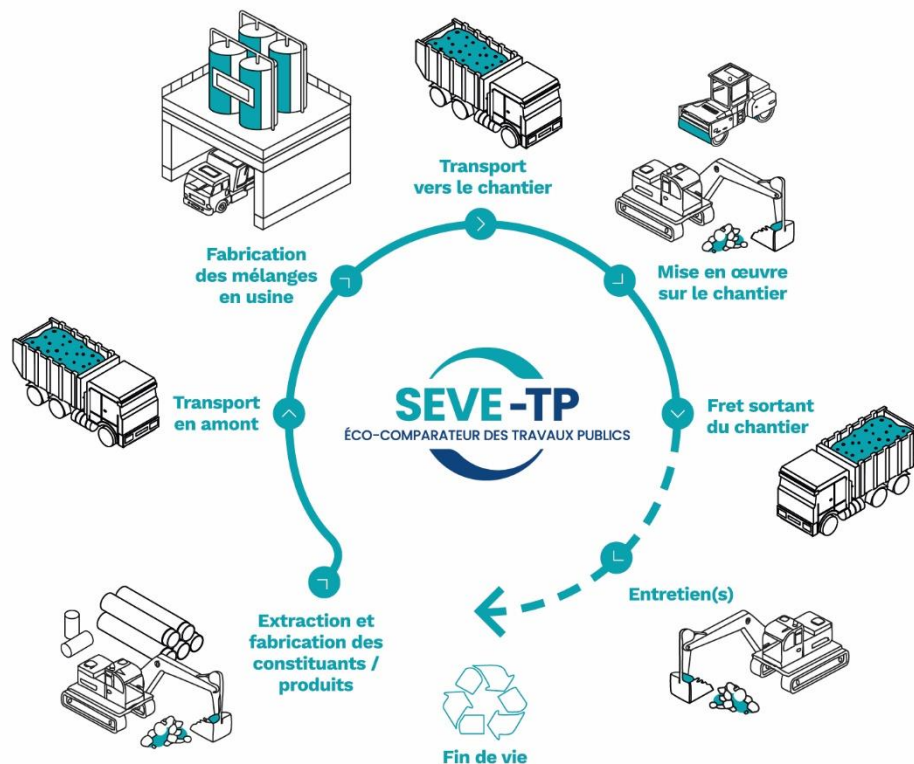 Transport
vers le chantier
Fabrication
des mélanges
en usine
Mise en œuvre
sur le chantier
Transport
en amont
SEVE-TP
ÉCO-COMPARATEUR DES TRAVAUX PUBLICS
Fret sortant
du chantier
Extraction et
fabrication des
constituants /
produits
Entretien(s)
Fin de vie